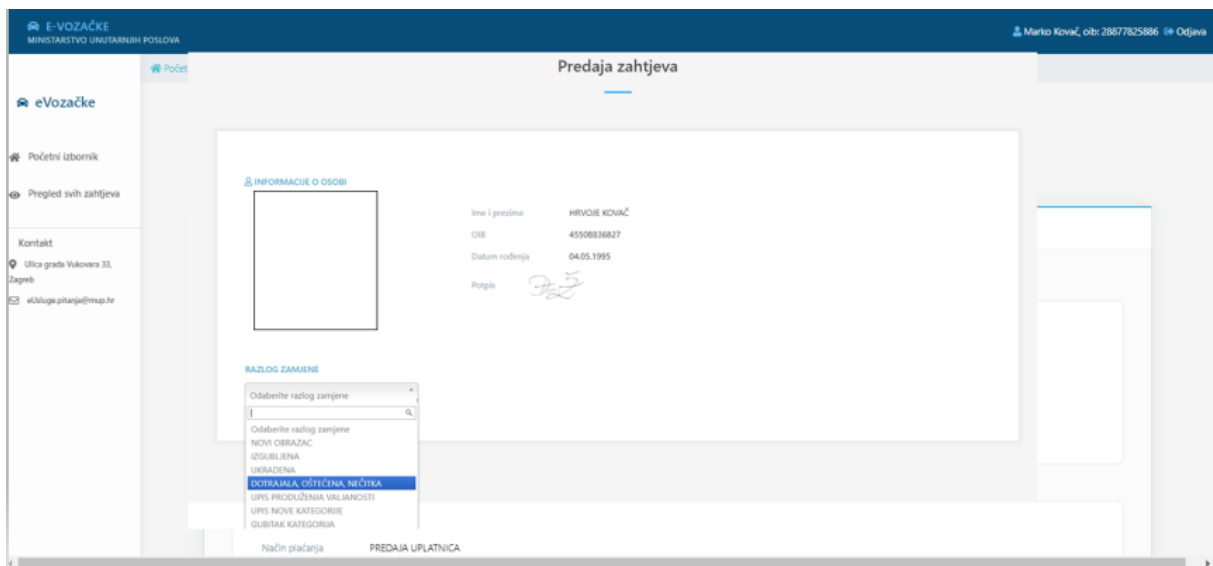 E-VOZAČKE
MINISTARSTVO UNUTARNJIH POSLOVA
Marko Kovač, oib: 28877825886 Odjava
Počet
Predaja zahtjeva
eVozačke
Početni izbornik
Pregled svih zahtjeva
Kontakt
Ulica grada Vukovara 33,
Zagreb
eUsluge.pitanja@mup.hr
INFORMACIJE O OSOBI
Ime i prezime HRVOJE KOVAČ
OIB 45508836827
Datum rođenja 04.05.1995
Potpis
RAZLOG ZAMJENE
Odaberite razlog zamjene
Odaberite razlog zamjene
NOVI OBRAZAC
IZGUBLJENA
UKRADENA
DOTRAJALA, OŠTEĆENA, NEČITKA
UPIS PRODUŽENJA VALJANOSTI
UPIS NOVE KATEGORIJE
GUBITAK KATEGORIJA
Način plaćanja PREDAJA UPLATNICA